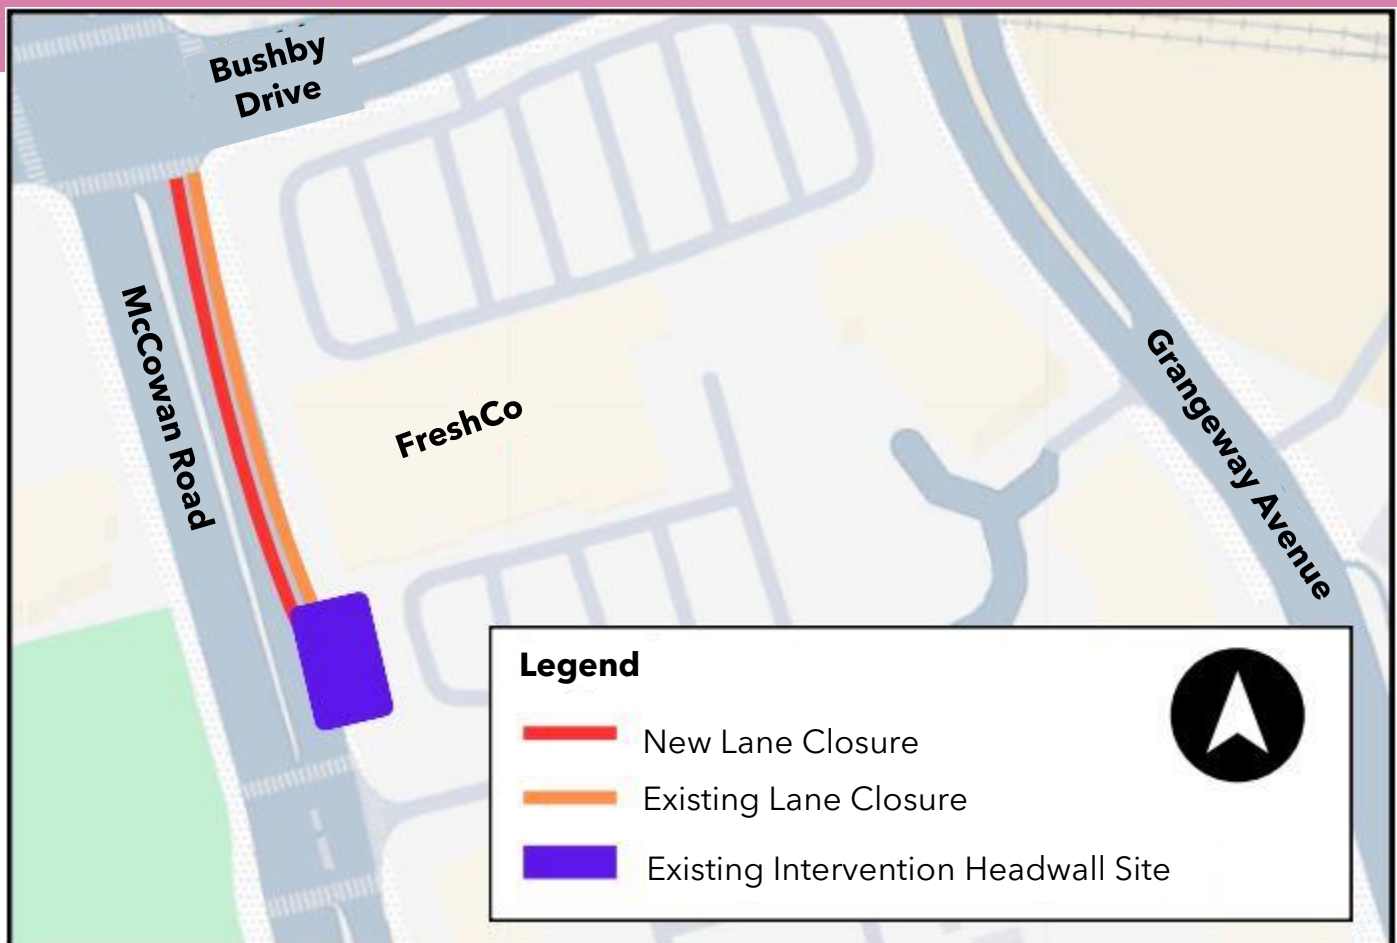 Bushby
Drive
McCowan Road
FreshCo
Grangeway Avenue
Legend
New Lane Closure
Existing Lane Closure
Existing Intervention Headwall Site